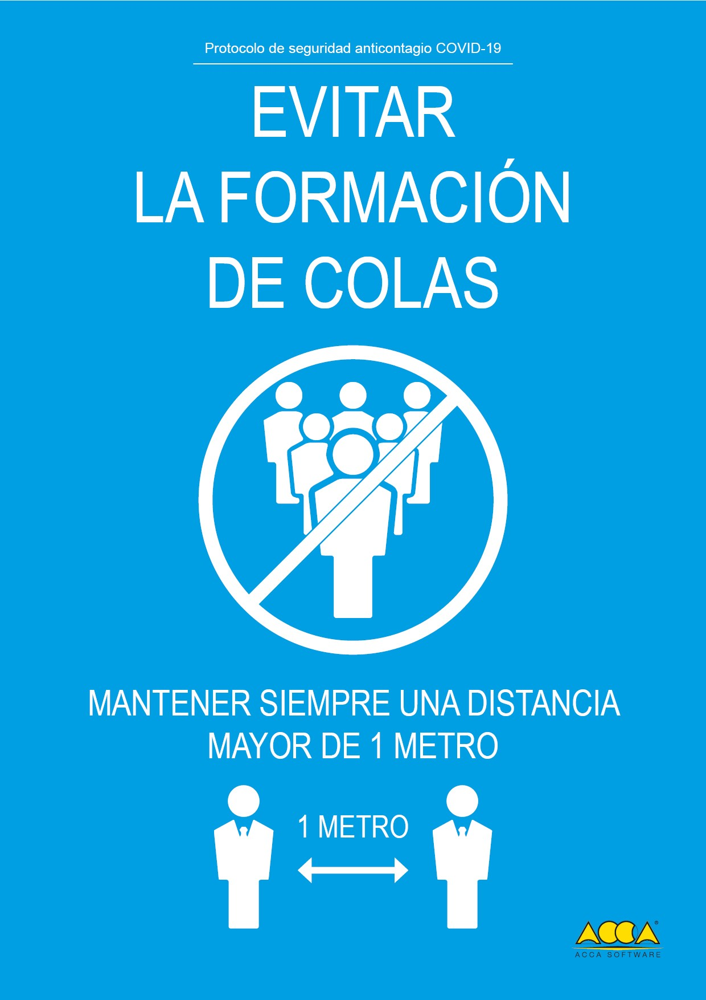 Protocolo de seguridad anticontagio COVID-19
EVITAR
LA FORMACIÓN
DE COLAS
MANTENER SIEMPRE UNA DISTANCIA
MAYOR DE 1 METRO
1 METRO
ACCA®
ACCA SOFTWARE